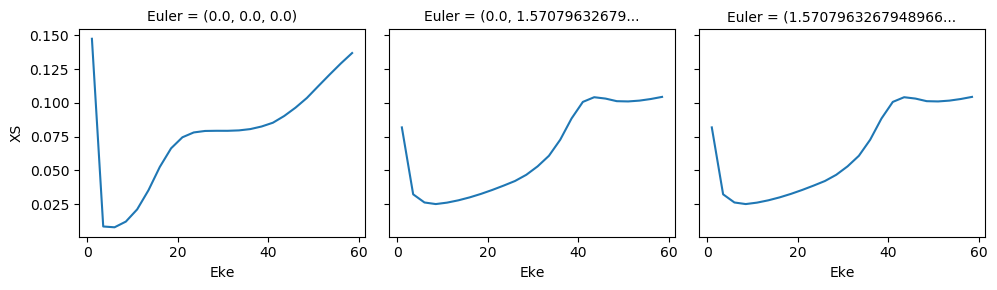 Euler = (0.0, 0.0, 0.0)
Euler = (0.0, 1.57079632679...
Euler = (1.5707963267948966...
XS
0.150
0.125
0.100
0.075
0.050
0.025
0 20 40 60
0 20 40 60
0 20 40 60
Eke
Eke
Eke